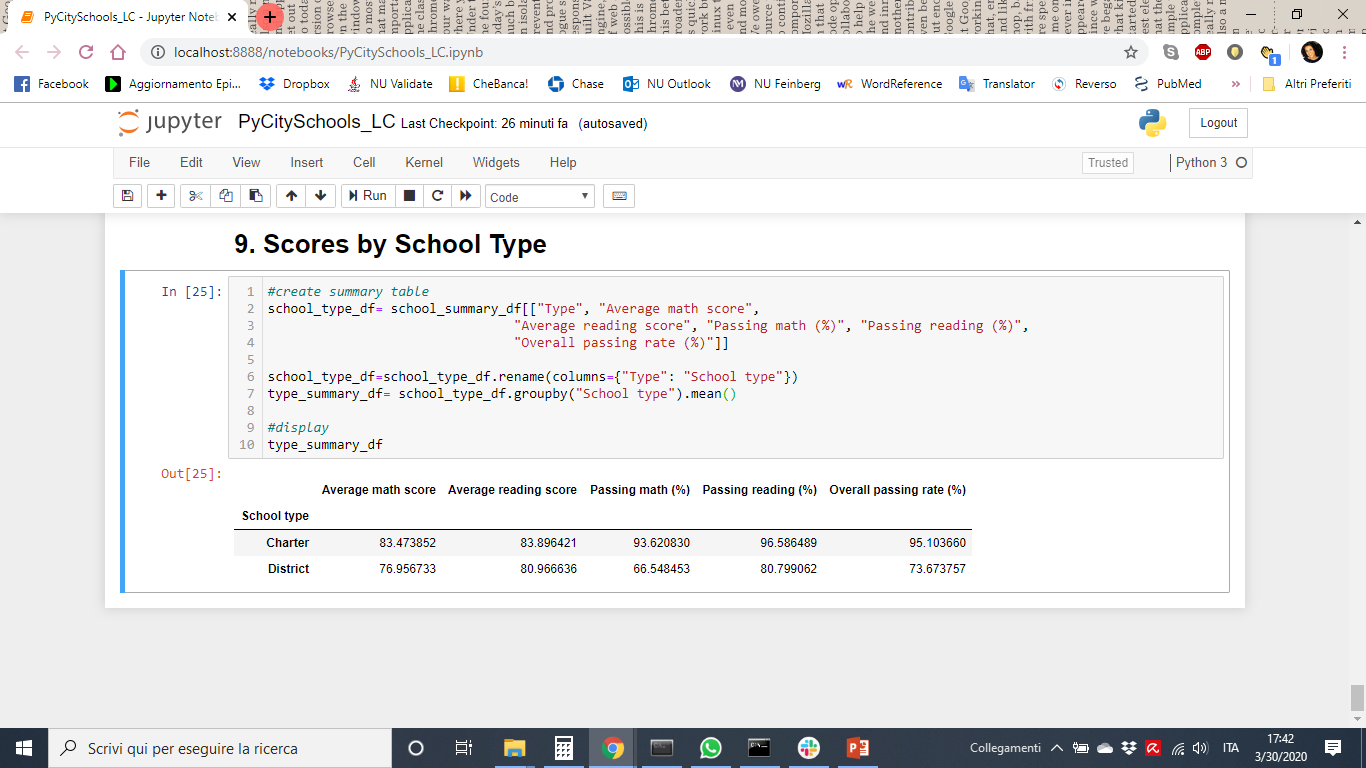 PyCitySchools_LC - Jupyter Noteb
localhost:8888/notebooks/PyCitySchools_LC.ipynb
ABP
1
Facebook Aggiornamento Epi... Dropbox NU Validate CheBanca! Chase NU Outlook NU Feinberg WordReference Translator Reverso PubMed » Altri Preferiti
jupyter PyCitySchools_LC Last Checkpoint: 26 minuti fa (autosaved) Logout
File Edit View Insert Cell Kernel Widgets Help Trusted Python 3
Run Code
9. Scores by School Type
In [25]:
1 #create summary table
2 school_type_df= school_summary_df[["Type", "Average math score",
3 "Average reading score", "Passing math (%)", "Passing reading (%)",
4 "Overall passing rate (%)"]]
5
6 school_type_df=school_type_df.rename(columns={"Type": "School type"})
7 type_summary_df= school_type_df.groupby("School type").mean()
8
9 #display
10 type_summary_df
Out[25]:
Average math score Average reading score Passing math (%) Passing reading (%) Overall passing rate (%)
School type
Charter 83.473852 83.896421 93.620830 96.586489 95.103660
District 76.956733 80.966636 66.548453 80.799062 73.673757
Scrivi qui per eseguire la ricerca
Collegamenti ITA
17:42
3/30/2020